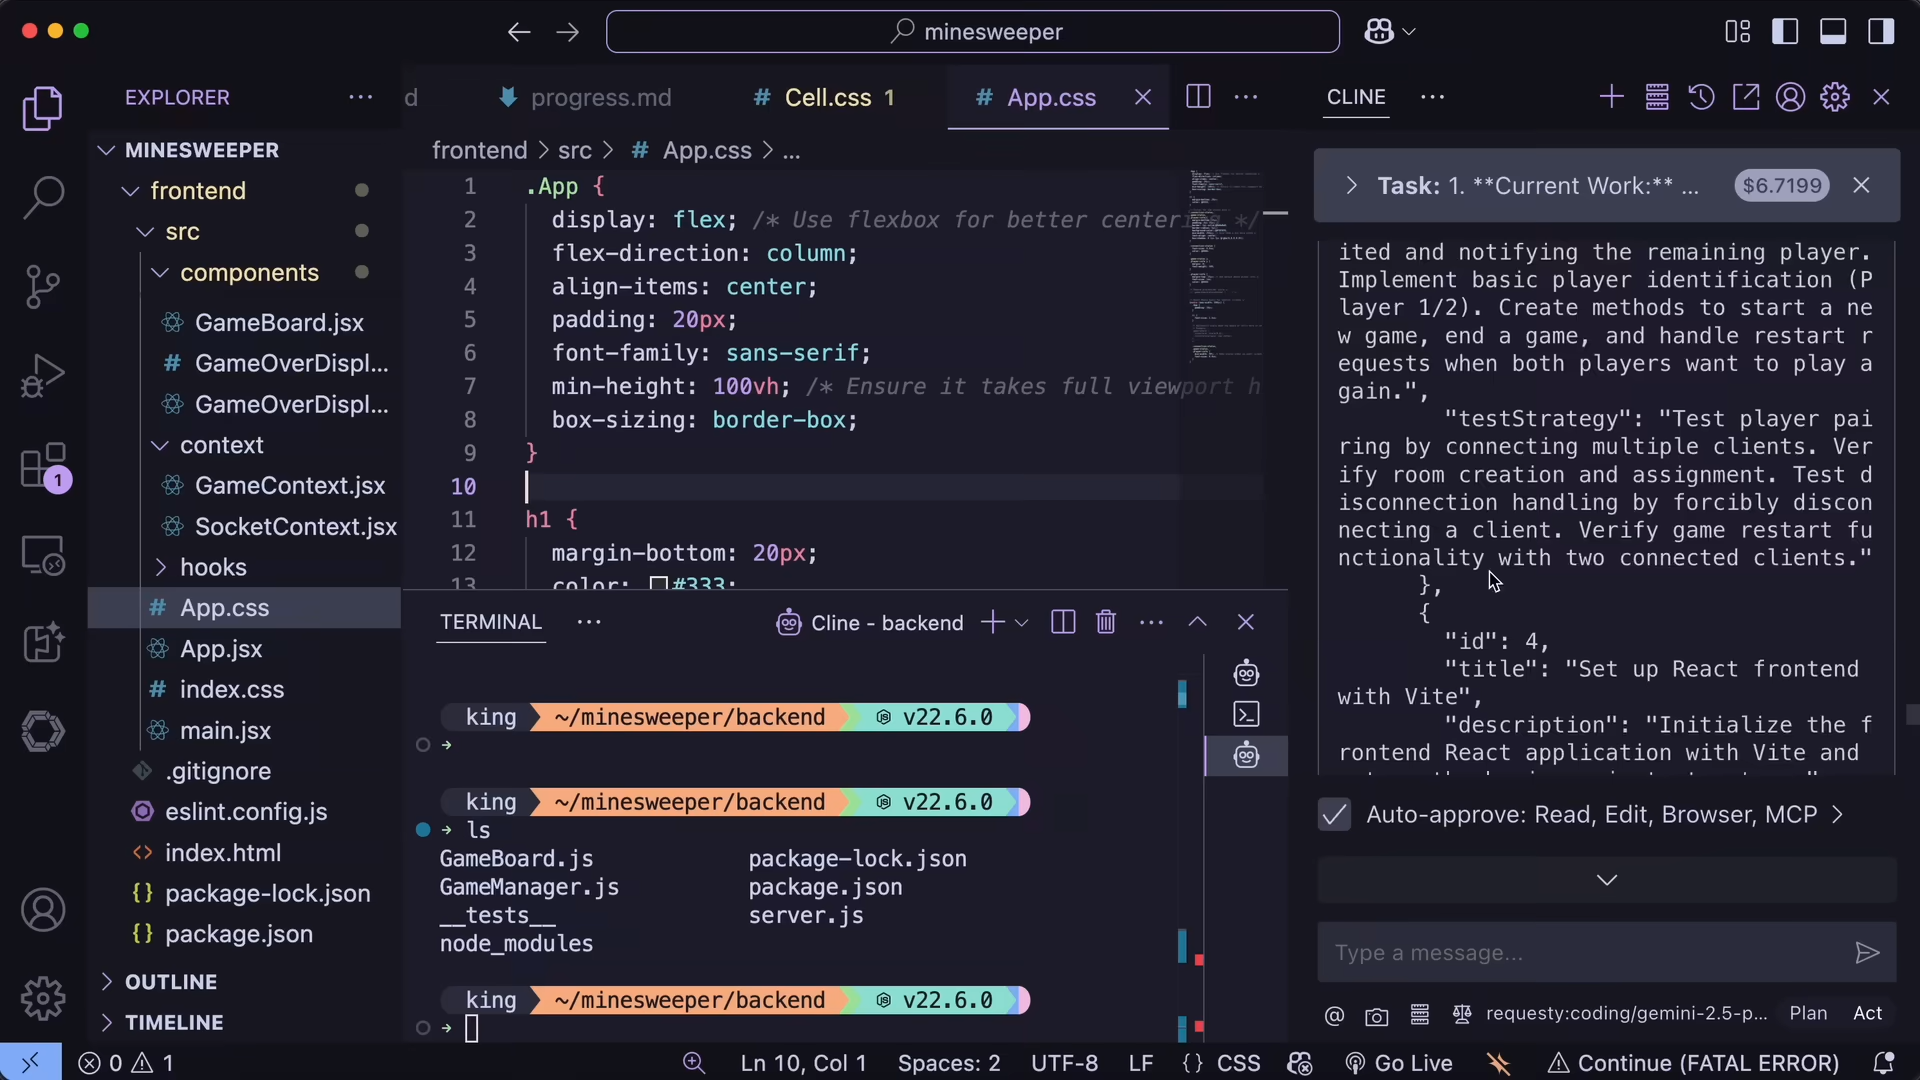 minesweeper
EXPLORER
MINESWEEPER
frontend
src
components
GameBoard.jsx
GameOverDispl...
GameOverDispl...
context
GameContext.jsx
SocketContext.jsx
hooks
App.css
App.jsx
index.css
main.jsx
.gitignore
eslint.config.js
index.html
package-lock.json
package.json
OUTLINE
TIMELINE
1
d
progress.md
# Cell.css 1
# App.css
frontend > src > # App.css > ...
1 .App {
2 display: flex; /* Use flexbox for better centering */
3 flex-direction: column;
4 align-items: center;
5 padding: 20px;
6 font-family: sans-serif;
7 min-height: 100vh; /* Ensure it takes full viewport h
8 box-sizing: border-box;
9 }
10
11 h1 {
12 margin-bottom: 20px;
13 color: #333;
TERMINAL
Cline - backend
king ~/minesweeper/backend v22.6.0
king ~/minesweeper/backend v22.6.0
ls
GameBoard.js package-lock.json
GameManager.js package.json
__tests__ server.js
node_modules
king ~/minesweeper/backend v22.6.0
CLINE
Task: 1. **Current Work:** ... $6.7199
ited and notifying the remaining player.
Implement basic player identification (P
layer 1/2). Create methods to start a ne
w game, end a game, and handle restart r
equests when both players want to play a
gain.",
"testStrategy": "Test player pai
ring by connecting multiple clients. Ver
ify room creation and assignment. Test d
isconnection handling by forcibly discon
necting a client. Verify game restart fu
nctionality with two connected clients."
},
{
"id": 4,
"title": "Set up React frontend
with Vite",
"description": "Initialize the f
rontend React application with Vite and
Auto-approve: Read, Edit, Browser, MCP >
Type a message...
@ requesty:coding/gemini-2.5-p... Plan Act
0 1 Ln 10, Col 1 Spaces: 2 UTF-8 LF {} CSS Go Live Continue (FATAL ERROR)